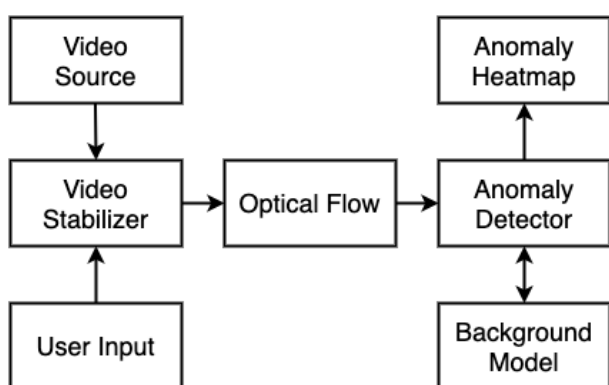 Video
Source
Anomaly
Heatmap
Video
Stabilizer
Optical Flow
Anomaly
Detector
User Input
Background
Model